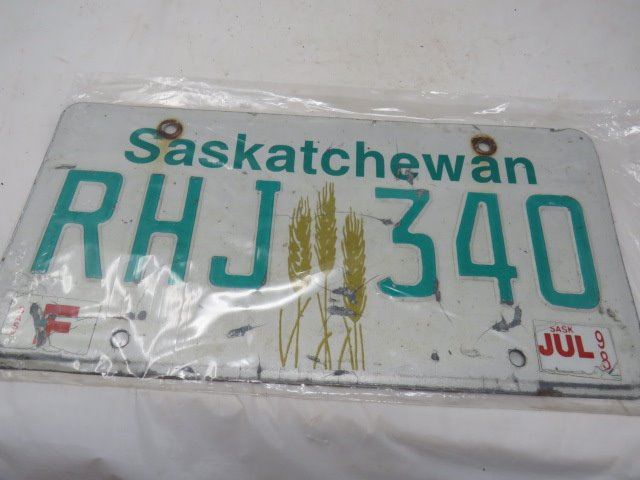 Saskatchewan
RHJ 340
F
SASK
JUL
98